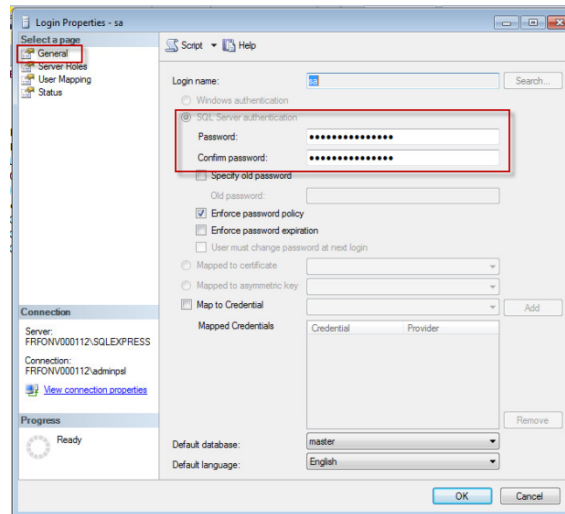 Login Properties - sa
Select a page
General
Server Roles
User Mapping
Status
Script Help
Login name: sa Search...
Windows authentication
SQL Server authentication
Password: •••••••••••••••
Confirm password: •••••••••••••••
Specify old password
Old password:
Enforce password policy
Enforce password expiration
User must change password at next login
Mapped to certificate
Mapped to asymmetric key
Map to Credential Add
Mapped Credentials Credential Provider
Remove
Default database: master
Default language: English
Connection
Server:
FRFONV000112\SQLEXPRESS
Connection:
FRFONV000112\adminpsl
View connection properties
Progress
Ready
OK Cancel